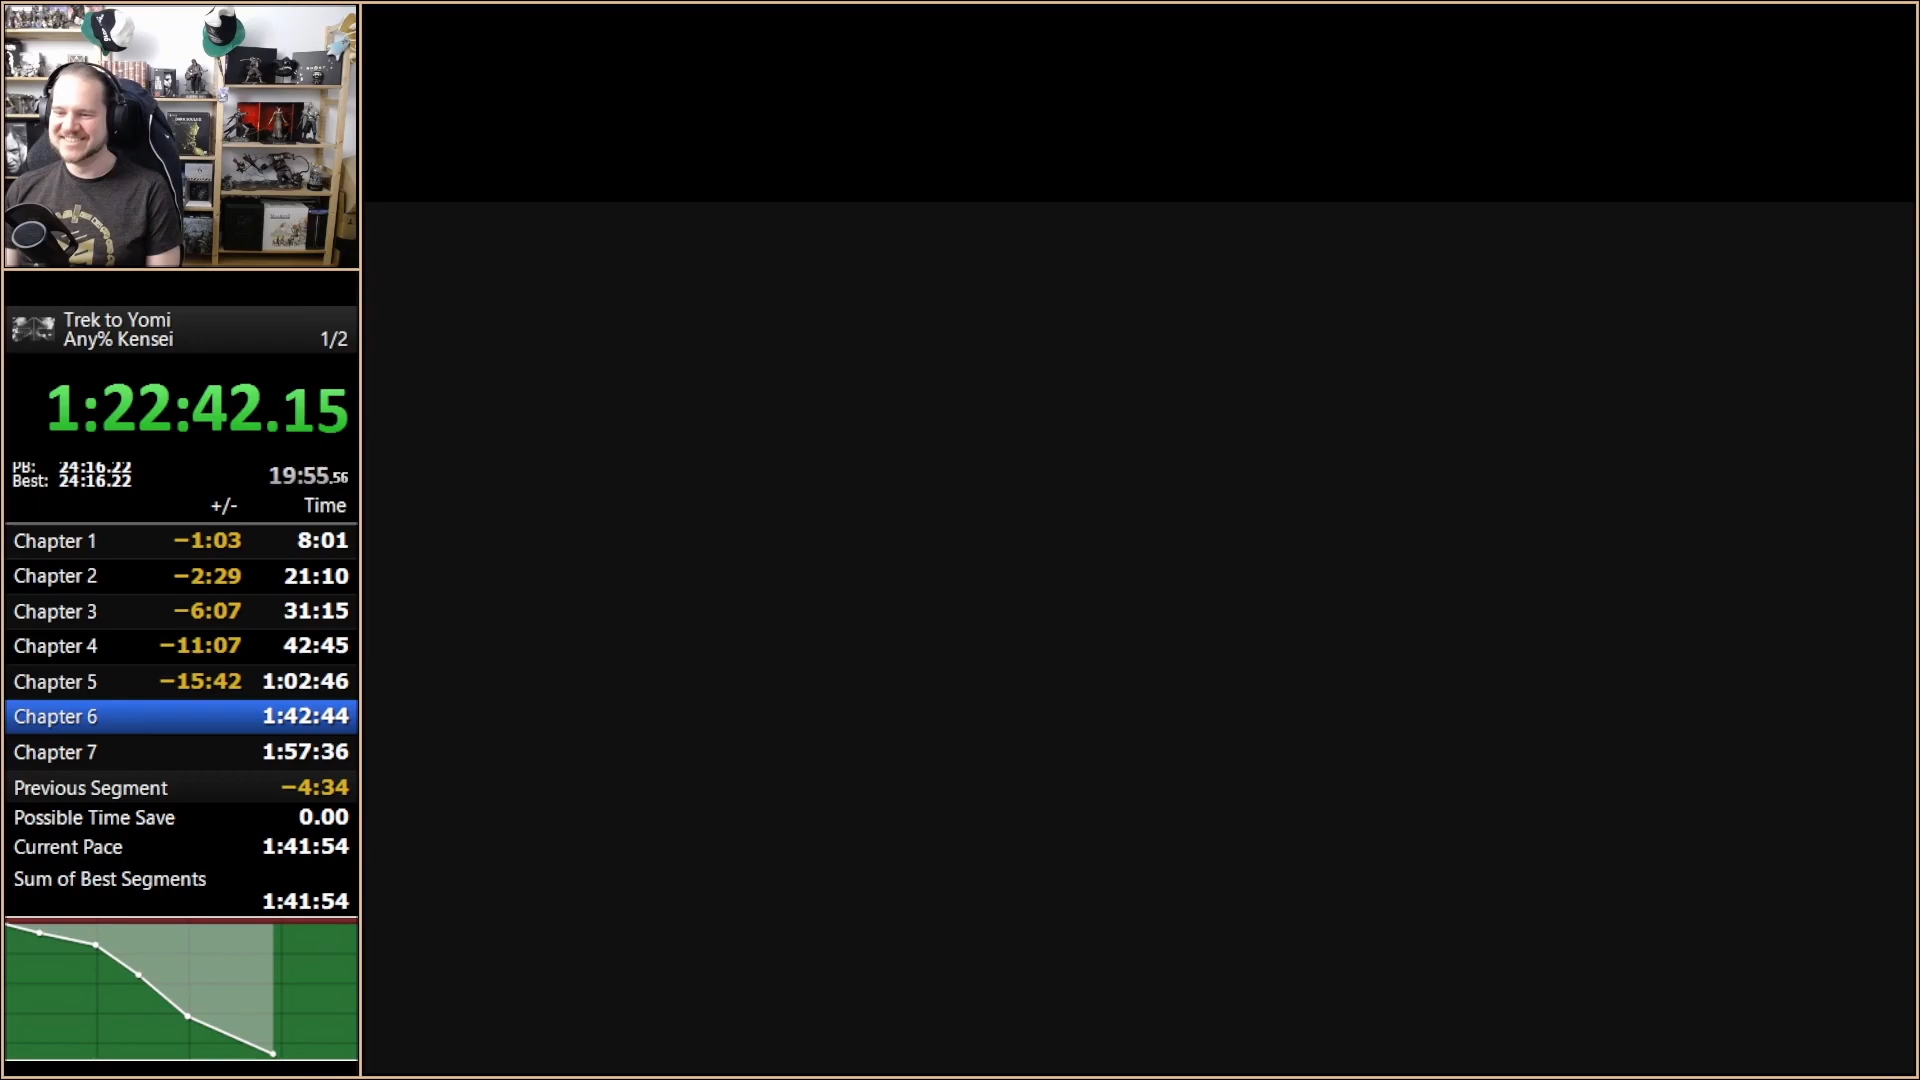 Trek to Yomi
Any% Kensei 1/2
1:22:42.15
PB: 24:16.22
Best: 24:16.22 19:55.56
+/- Time
Chapter 1 −1:03 8:01
Chapter 2 −2:29 21:10
Chapter 3 −6:07 31:15
Chapter 4 −11:07 42:45
Chapter 5 −15:42 1:02:46
Chapter 6 1:42:44
Chapter 7 1:57:36
Previous Segment −4:34
Possible Time Save 0.00
Current Pace 1:41:54
Sum of Best Segments
1:41:54